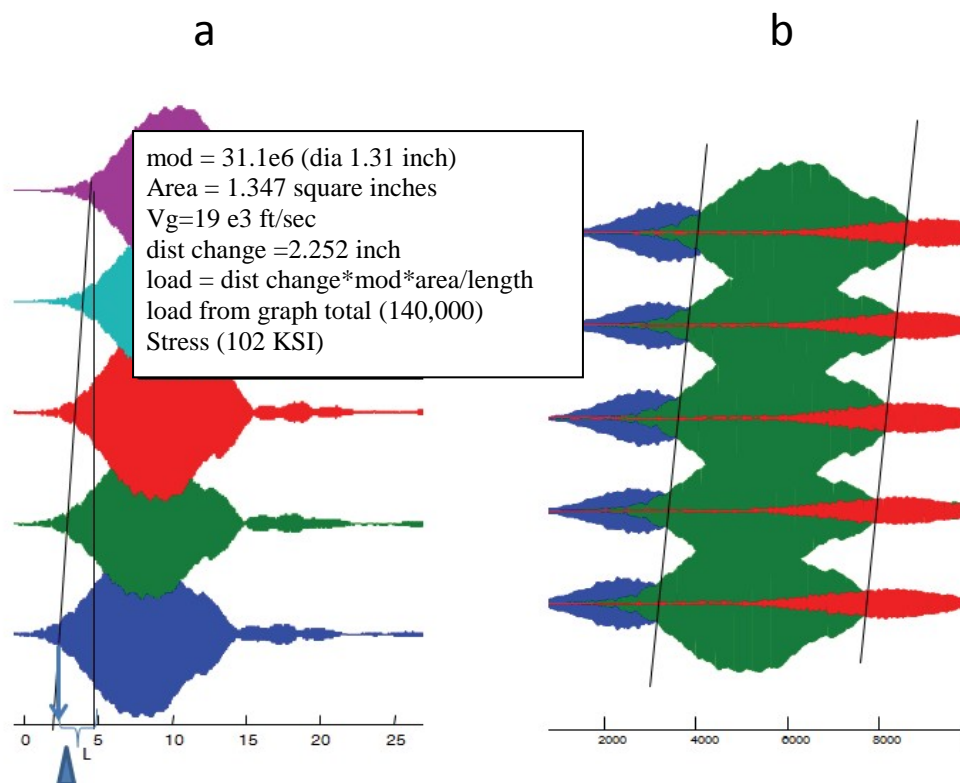 a
b
mod = 31.1e6 (dia 1.31 inch)
Area = 1.347 square inches
Vg=19 e3 ft/sec
dist change =2.252 inch
load = dist change*mod*area/length
load from graph total (140,000)
Stress (102 KSI)
0 5 10 15 20 25
L
2000 4000 6000 8000